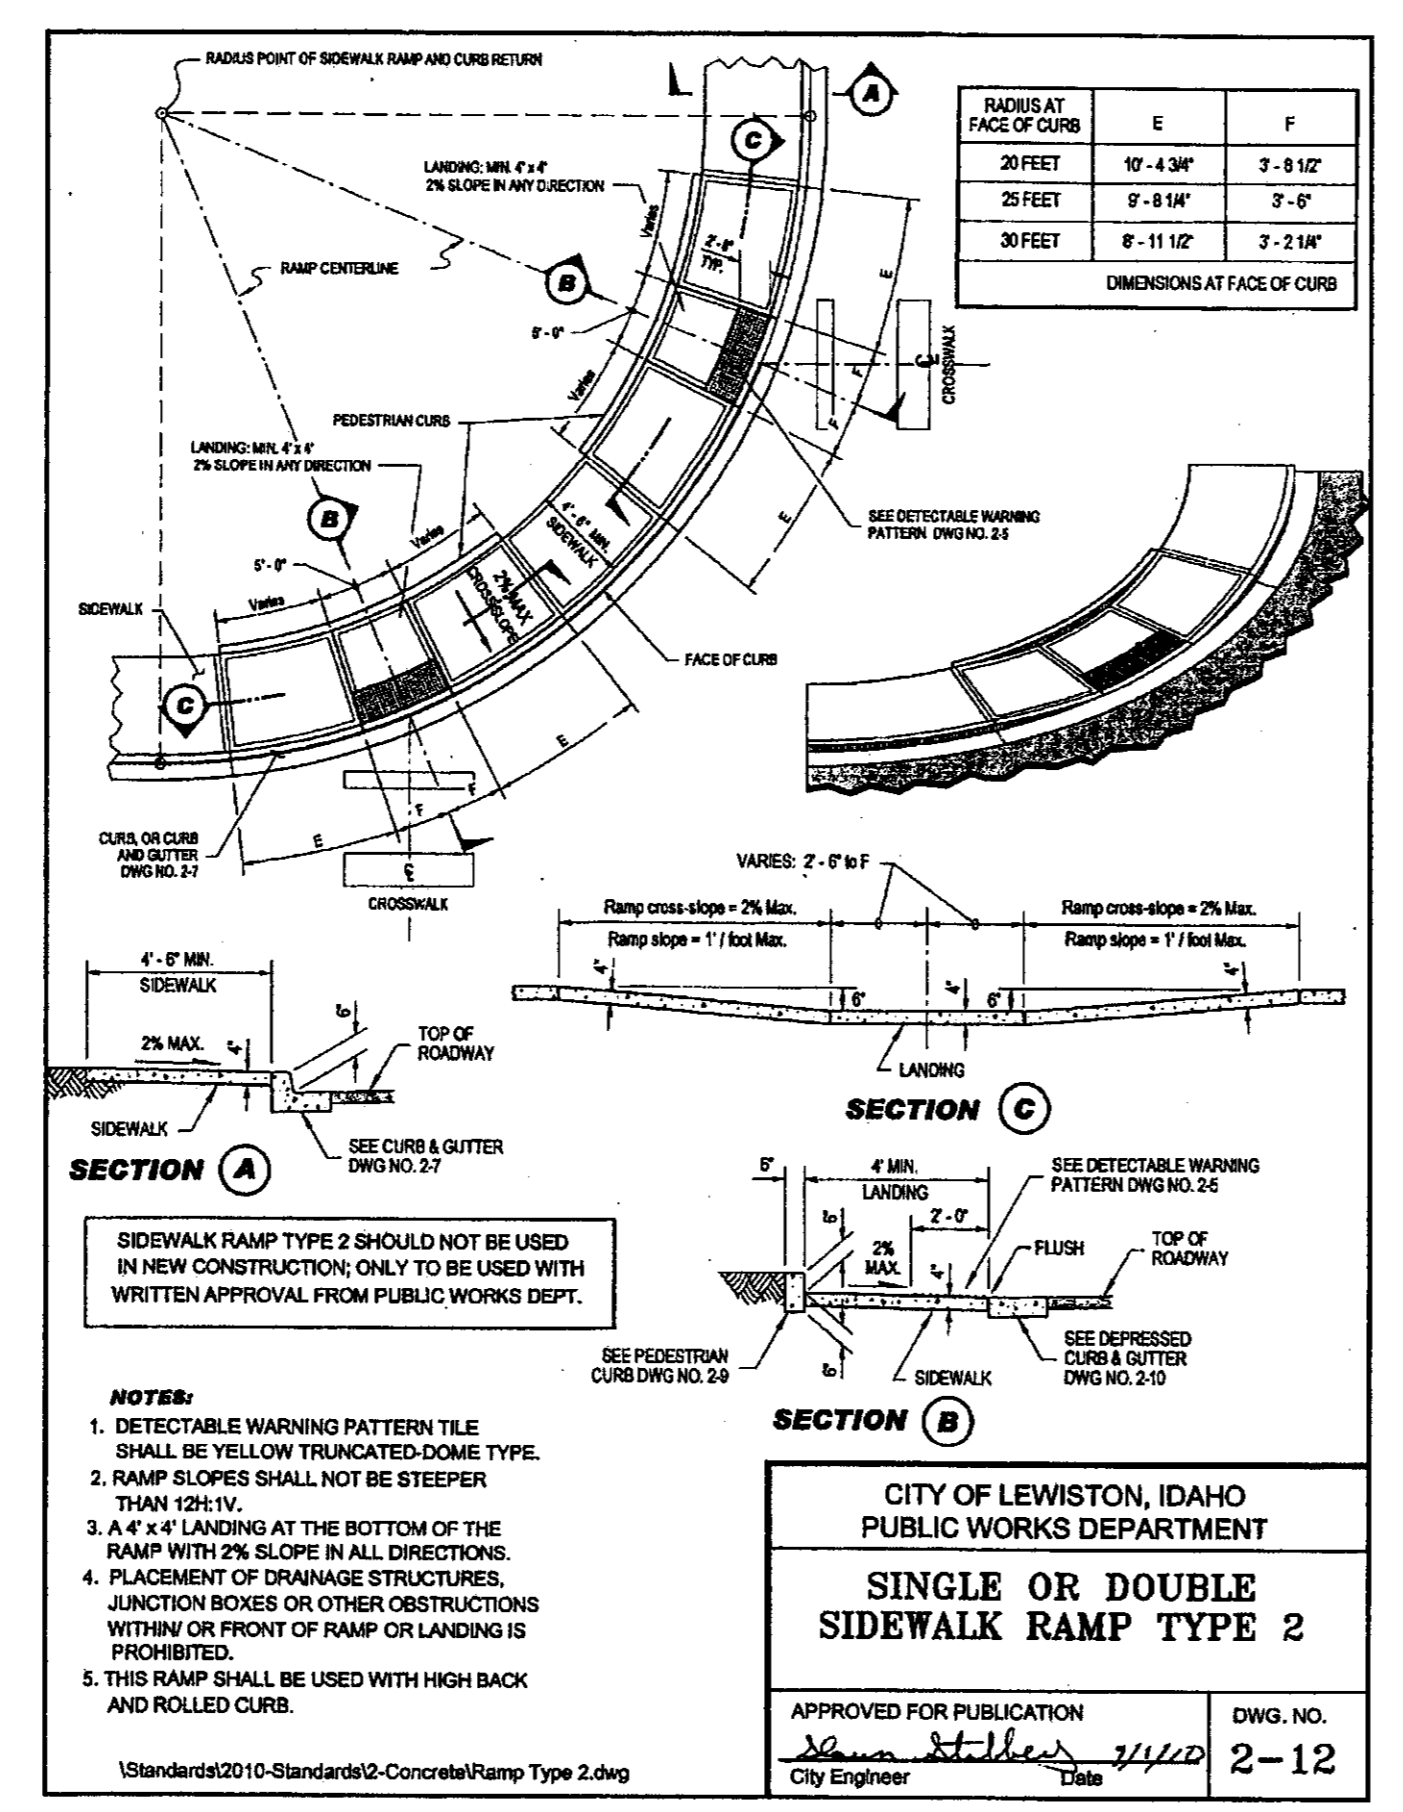 RADIUS POINT OF SIDEWALK RAMP AND CURB RETURN
A
C
LANDING: MIN. 4' x 4'
2% SLOPE IN ANY DIRECTION
Varies
2'-6"
TYP.
E
RAMP CENTERLINE
B
5'-0"
Varies
F
CROSSWALK
F
PEDESTRIAN CURB
LANDING: MIN. 4' x 4'
2% SLOPE IN ANY DIRECTION
B
Varies
4'-6" MIN.
SIDEWALK
E
SEE DETECTABLE WARNING
PATTERN DWG NO. 2-5
5'-0"
2% MAX
CROSS SLOPE
SIDEWALK
Varies
FACE OF CURB
C
E
F
F
E
CURB, OR CURB
AND GUTTER
DWG NO. 2-7
CROSSWALK
RADIUS AT
FACE OF CURB
E
F
20 FEET
10' - 4 3/4"
3' - 8 1/2"
25 FEET
9' - 8 1/4"
3' - 6"
30 FEET
8' - 11 1/2"
3' - 2 1/4"
DIMENSIONS AT FACE OF CURB
VARIES: 2' - 6" to F
Ramp cross-slope = 2% Max.
Ramp cross-slope = 2% Max.
Ramp slope = 1' / foot Max.
Ramp slope = 1' / foot Max.
4"
6"
4"
6"
4"
LANDING
SECTION C
4' - 6" MIN.
SIDEWALK
6"
2% MAX.
4"
TOP OF
ROADWAY
SIDEWALK
SEE CURB & GUTTER
DWG NO. 2-7
SECTION A
6"
4' MIN.
LANDING
SEE DETECTABLE WARNING
PATTERN DWG NO. 2-5
6"
2' - 0"
2%
MAX.
4"
FLUSH
TOP OF
ROADWAY
SEE PEDESTRIAN
CURB DWG NO. 2-9
6"
SIDEWALK
SEE DEPRESSED
CURB & GUTTER
DWG NO. 2-10
SECTION B
SIDEWALK RAMP TYPE 2 SHOULD NOT BE USED
IN NEW CONSTRUCTION; ONLY TO BE USED WITH
WRITTEN APPROVAL FROM PUBLIC WORKS DEPT.
NOTES:
1. DETECTABLE WARNING PATTERN TILE
SHALL BE YELLOW TRUNCATED-DOME TYPE.
2. RAMP SLOPES SHALL NOT BE STEEPER
THAN 12H:1V.
3. A 4' x 4' LANDING AT THE BOTTOM OF THE
RAMP WITH 2% SLOPE IN ALL DIRECTIONS.
4. PLACEMENT OF DRAINAGE STRUCTURES,
JUNCTION BOXES OR OTHER OBSTRUCTIONS
WITHIN/ OR FRONT OF RAMP OR LANDING IS
PROHIBITED.
5. THIS RAMP SHALL BE USED WITH HIGH BACK
AND ROLLED CURB.
\Standards\2010-Standards\2-Concrete\Ramp Type 2.dwg
CITY OF LEWISTON, IDAHO
PUBLIC WORKS DEPARTMENT
SINGLE OR DOUBLE
SIDEWALK RAMP TYPE 2
APPROVED FOR PUBLICATION
7/1/10
City Engineer
Date
DWG. NO.
2-12